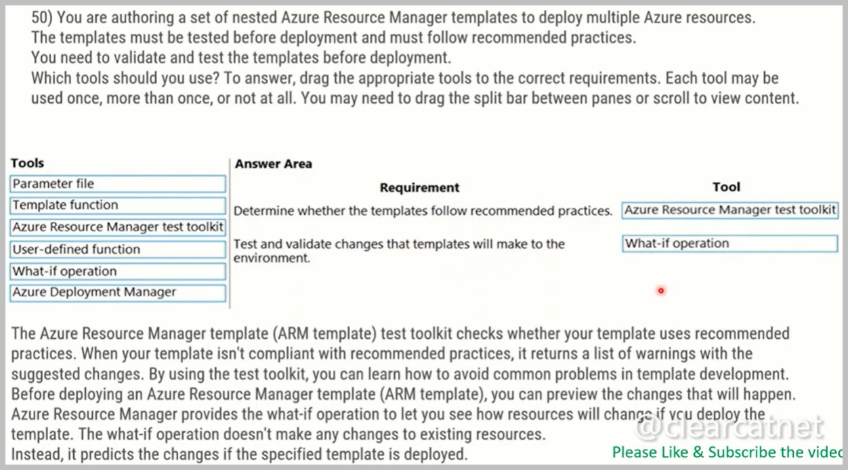 50) You are authoring a set of nested Azure Resource Manager templates to deploy multiple Azure resources.
The templates must be tested before deployment and must follow recommended practices.
You need to validate and test the templates before deployment.
Which tools should you use? To answer, drag the appropriate tools to the correct requirements. Each tool may be
used once, more than once, or not at all. You may need to drag the split bar between panes or scroll to view content.
Tools
Parameter file
Template function
Azure Resource Manager test toolkit
User-defined function
What-if operation
Azure Deployment Manager
Answer Area
Requirement
Tool
Determine whether the templates follow recommended practices.
Azure Resource Manager test toolkit
Test and validate changes that templates will make to the
environment.
What-if operation
The Azure Resource Manager template (ARM template) test toolkit checks whether your template uses recommended
practices. When your template isn't compliant with recommended practices, it returns a list of warnings with the
suggested changes. By using the test toolkit, you can learn how to avoid common problems in template development.
Before deploying an Azure Resource Manager template (ARM template), you can preview the changes that will happen.
Azure Resource Manager provides the what-if operation to let you see how resources will change if you deploy the
template. The what-if operation doesn't make any changes to existing resources.
Instead, it predicts the changes if the specified template is deployed.
@clearcatnet
Please Like & Subscribe the video